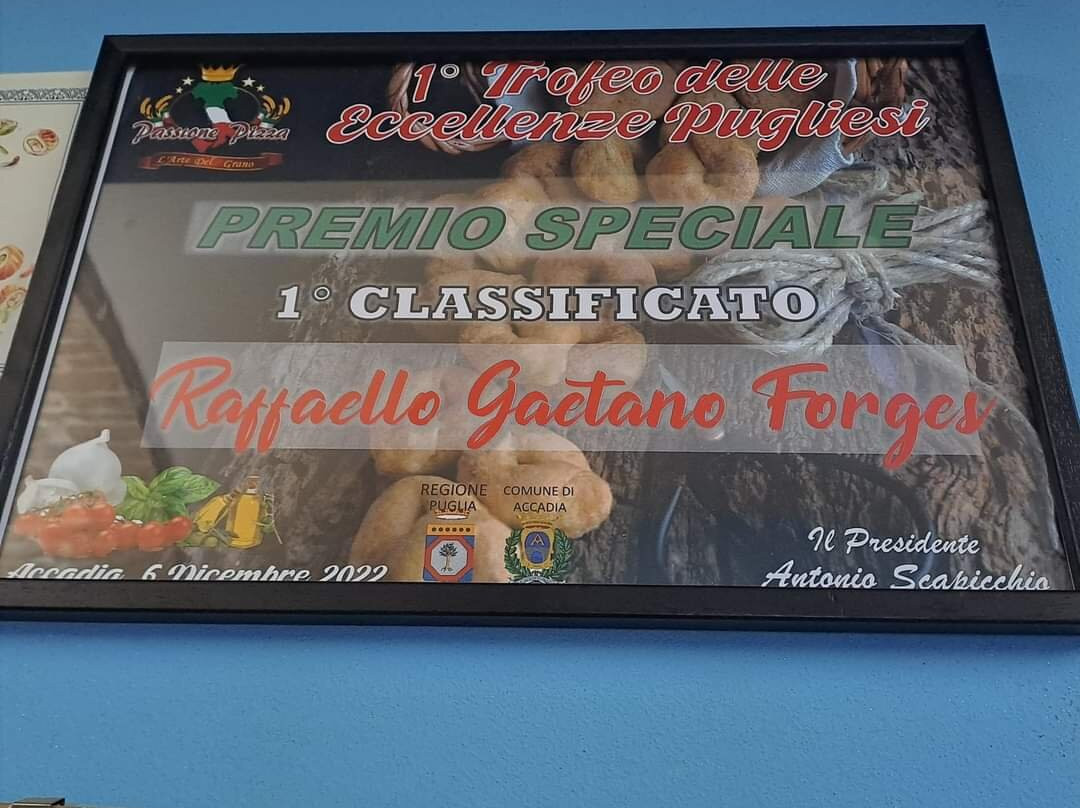 Passione Pizza
L'Arte Del Grano
1° Trofeo delle
Eccellenze Pugliesi
PREMIO SPECIALE
1° CLASSIFICATO
Raffaello Gaetano Forges
REGIONE
PUGLIA
COMUNE DI
ACCADIA
Il Presidente
Antonio Scapicchio
Accadia, 6 Dicembre 2022